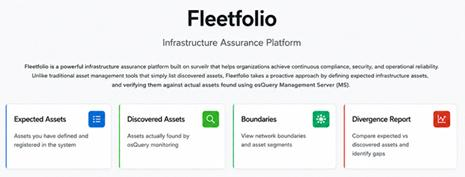 Fleetfolio
Infrastructure Assurance Platform
Fleetfolio is a powerful infrastructure assurance platform built on surveilr that helps organizations achieve continuous compliance, security, and operational reliability.
Unlike traditional asset management tools that simply list discovered assets, Fleetfolio takes a proactive approach by defining expected infrastructure assets,
and verifying them against actual assets found using osQuery Management Server (MS).
Expected Assets
Assets you have defined and
registered in the system
Discovered Assets
Assets actually found by
osQuery monitoring
Boundaries
View network boundaries
and asset segments
Divergence Report
Compare expected vs
discovered assets and
identify gaps